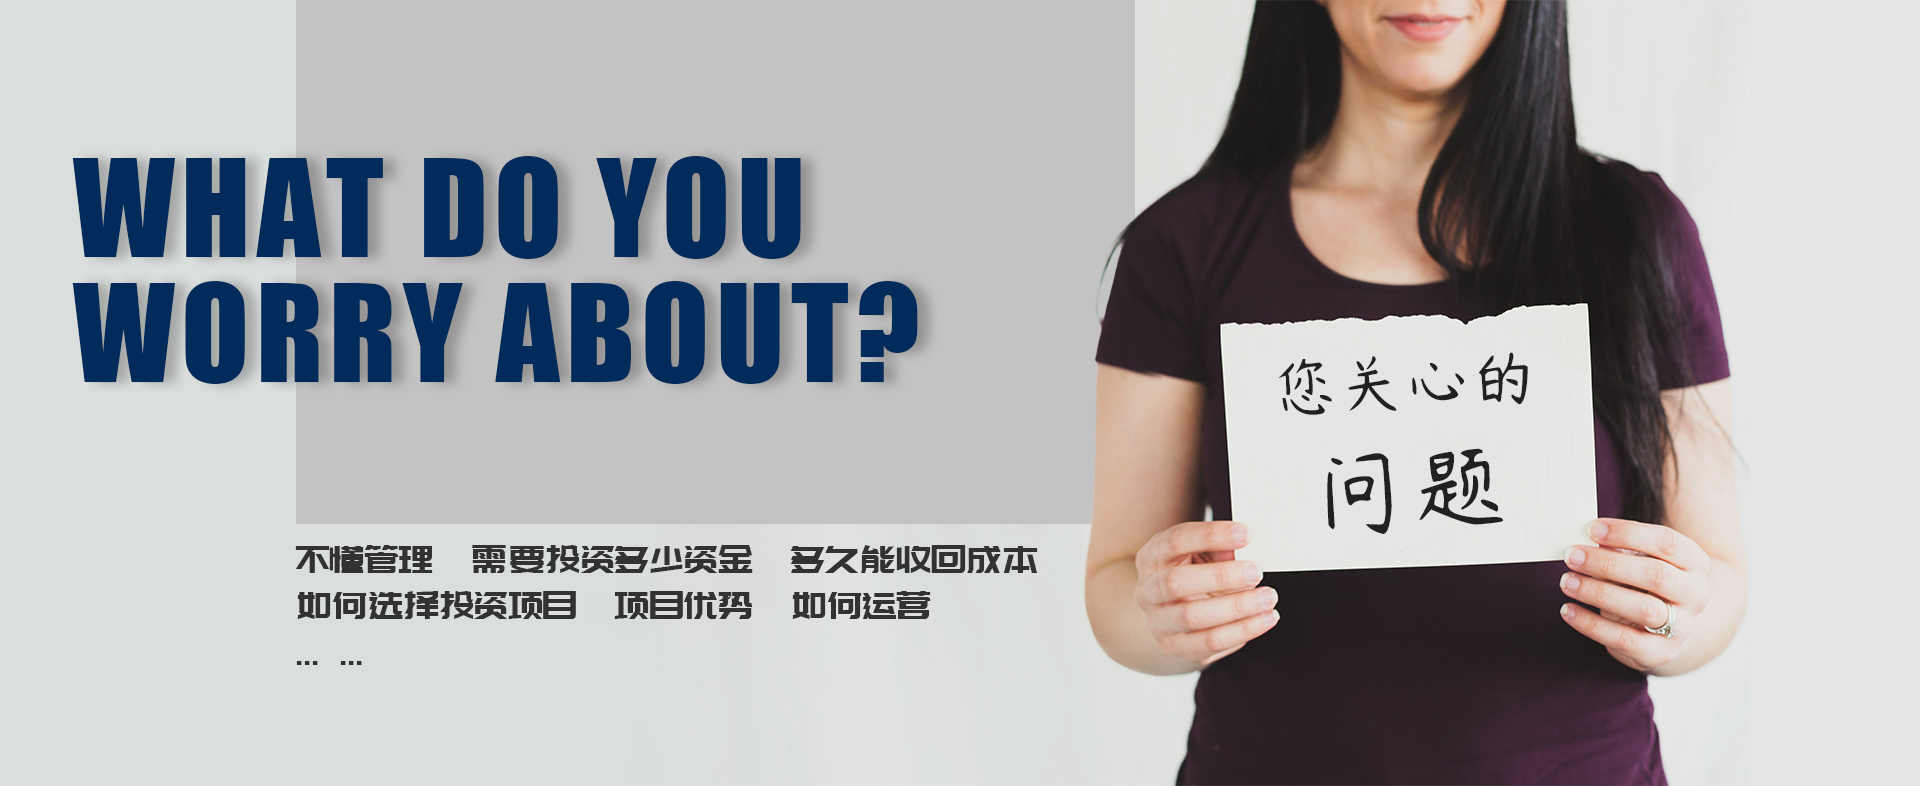 WHAT DO YOU
WORRY ABOUT?
您关心的
问题
不懂管理 需要投资多少资金 多久能收回成本
如何选择投资项目 项目优势 如何运营
... ...